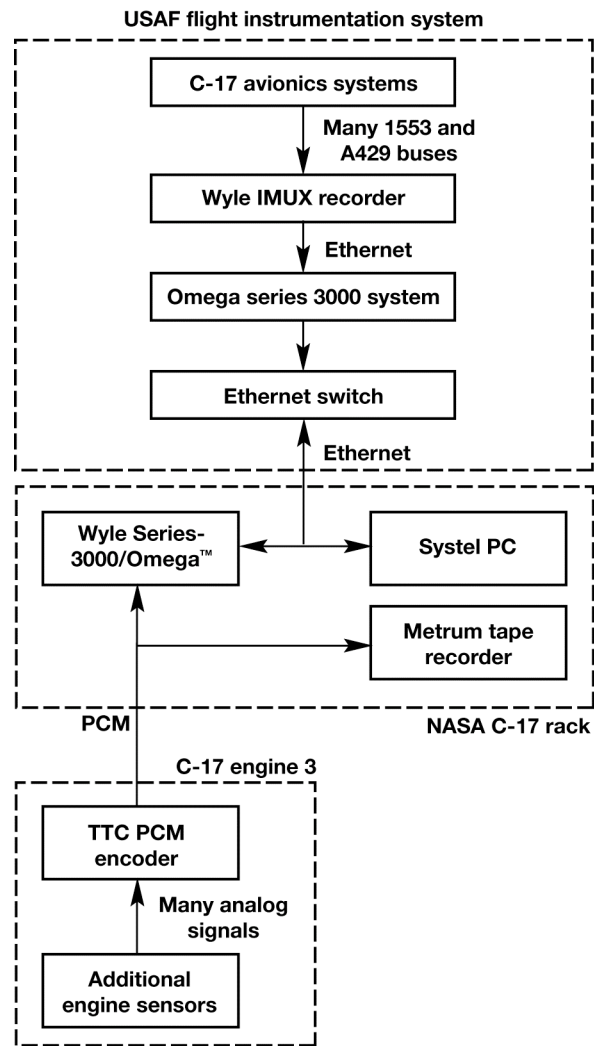 USAF flight instrumentation system
C-17 avionics systems
Many 1553 and
A429 buses
Wyle IMUX recorder
Ethernet
Omega series 3000 system
Ethernet switch
Ethernet
Wyle Series-
3000/Omega™
Systel PC
Metrum tape
recorder
PCM
NASA C-17 rack
C-17 engine 3
TTC PCM
encoder
Many analog
signals
Additional
engine sensors